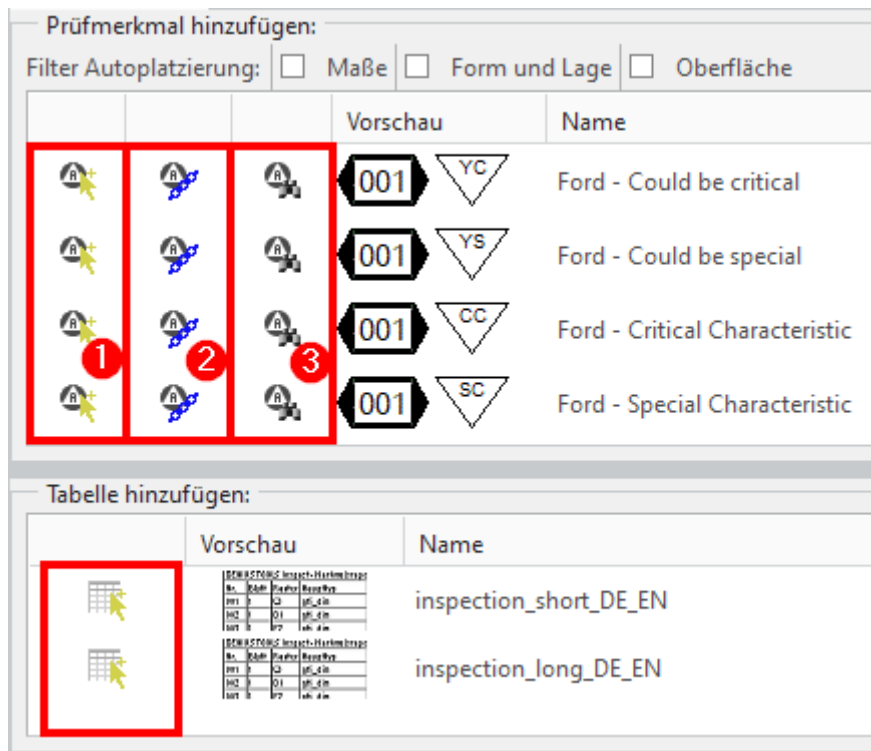 Prüfmerkmal hinzufügen:
Filter Autoplatzierung: Maße Form und Lage Oberfläche
Vorschau Name
001 YC Ford - Could be critical
001 YS Ford - Could be special
001 CC Ford - Critical Characteristic
1 2 3
001 SC Ford - Special Characteristic
Tabelle hinzufügen:
Vorschau Name
inspection_short_DE_EN
inspection_long_DE_EN